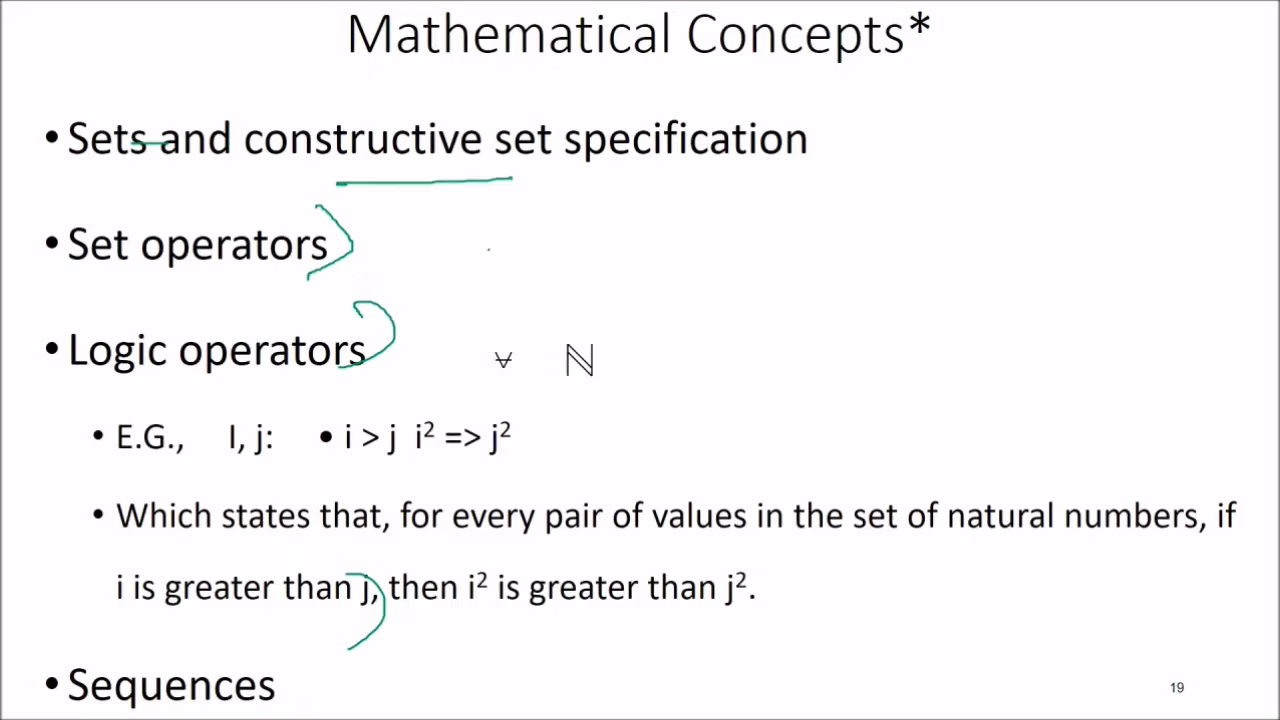 Mathematical Concepts*
• Sets and constructive set specification
• Set operators
• Logic operators
∀ ℕ
• E.G., I, j: • i > j i² => j²
• Which states that, for every pair of values in the set of natural numbers, if
i is greater than j, then i² is greater than j².
• Sequences
19